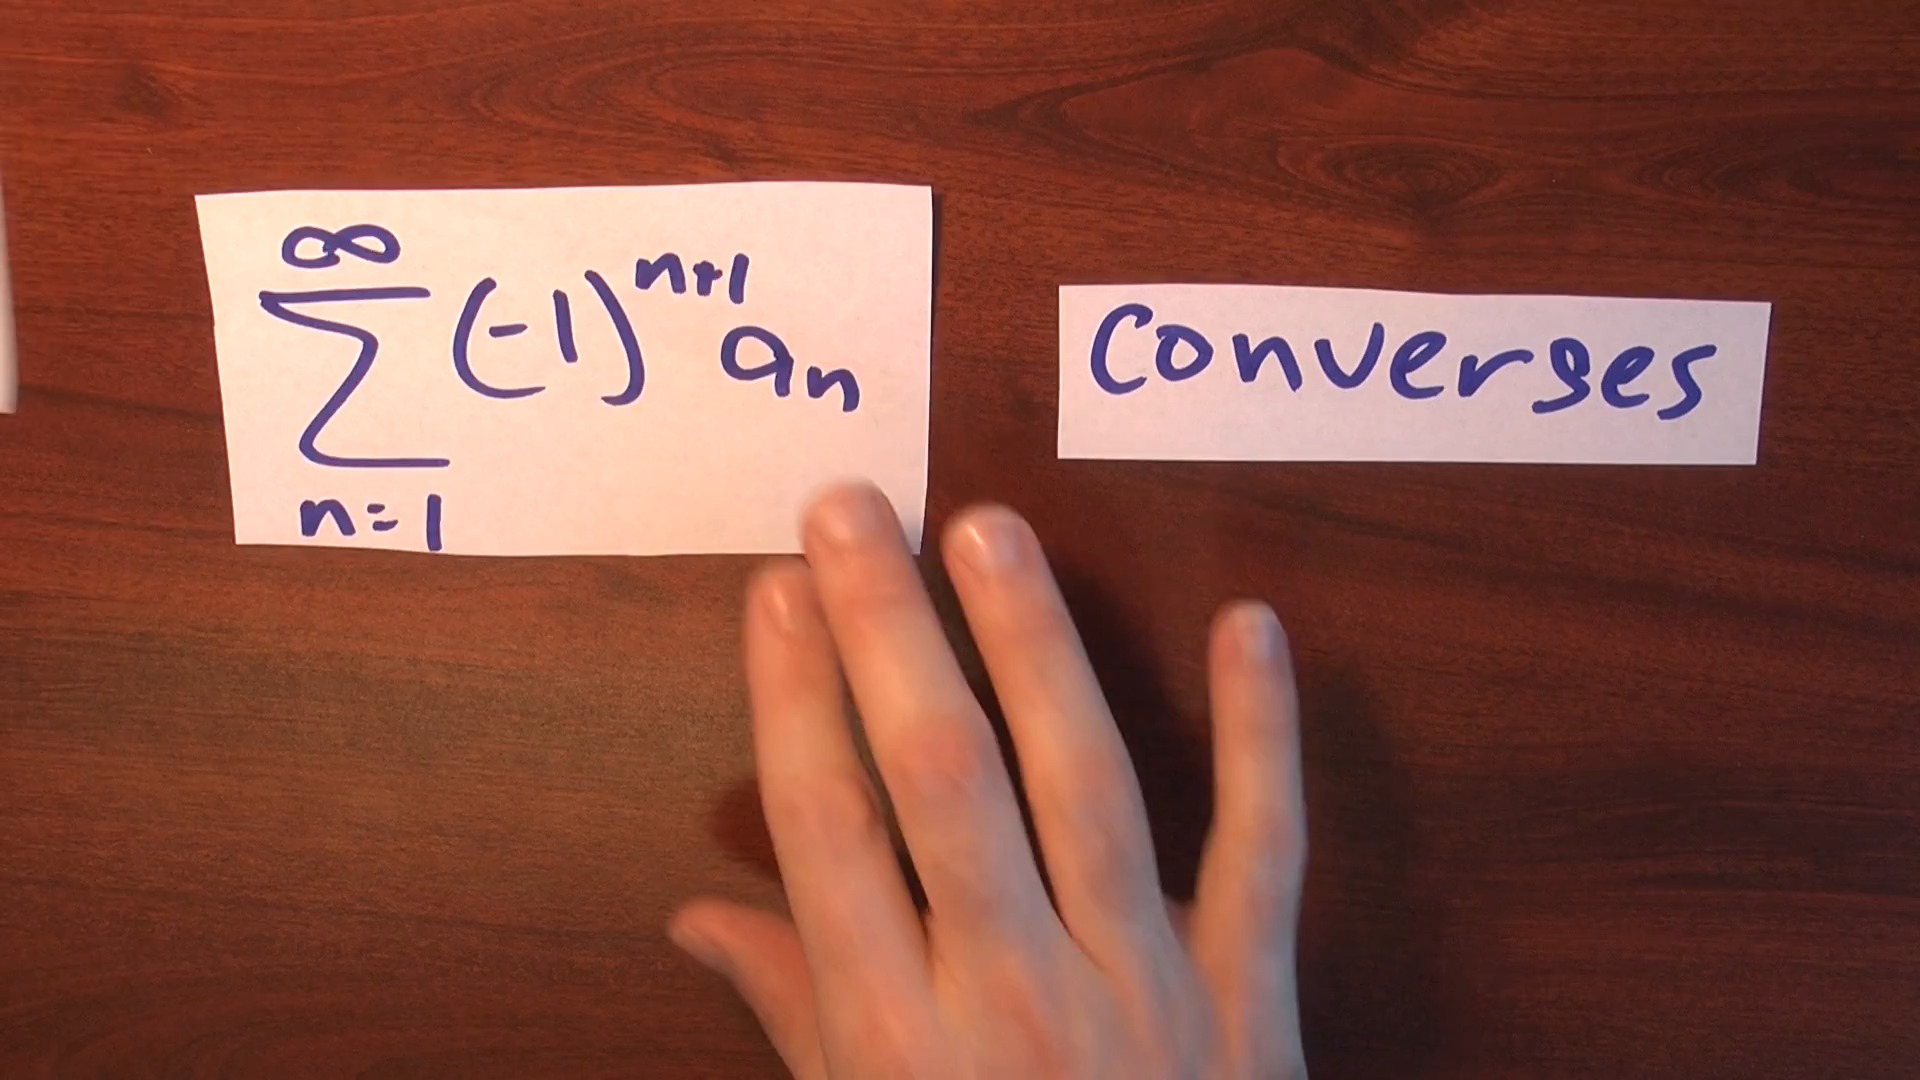 ∞
∑ (-1)^{n+1} a_n
n=1
converges